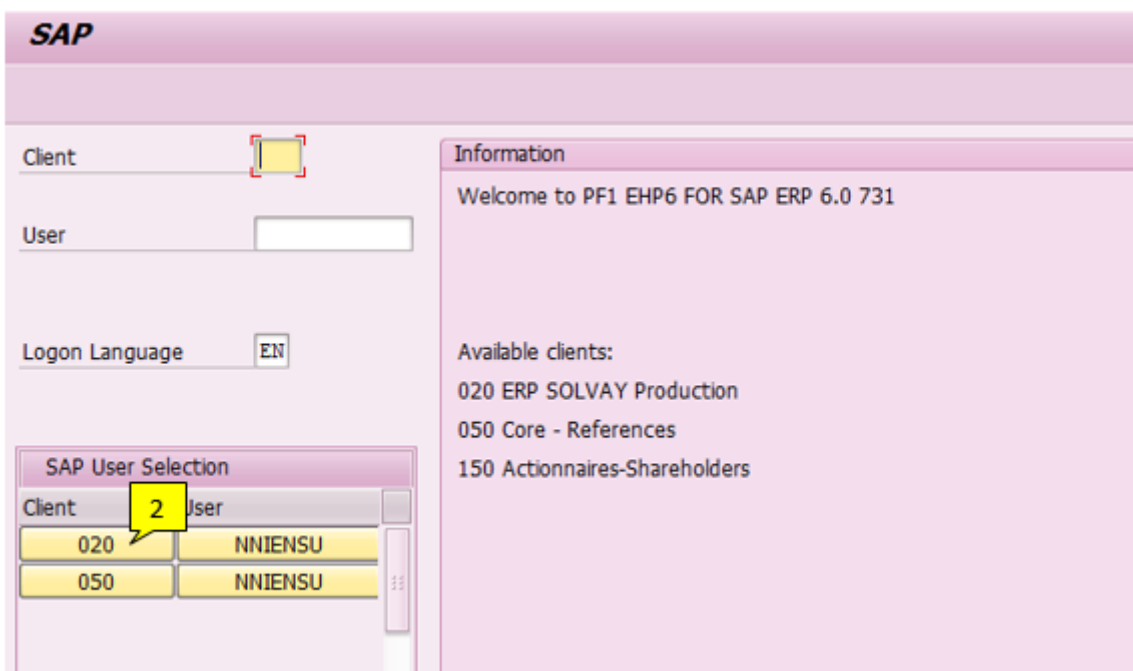 SAP
Client
User
Logon Language EN
SAP User Selection
Client User
2
020 NNIENSU
050 NNIENSU
Information
Welcome to PF1 EHP6 FOR SAP ERP 6.0 731
Available clients:
020 ERP SOLVAY Production
050 Core - References
150 Actionnaires-Shareholders